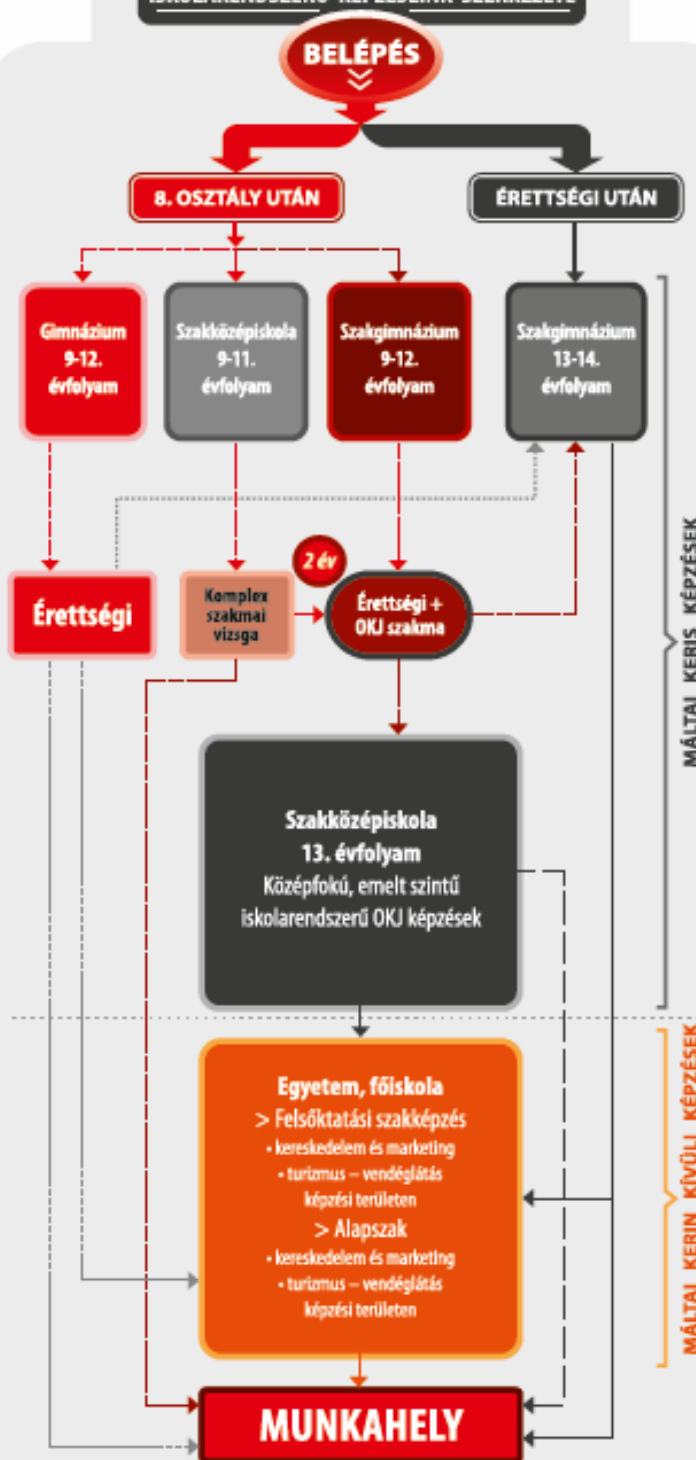 BELÉPÉS
8. OSZTÁLY UTÁN
ÉRETTSÉGI UTÁN
Gimnázium
9-12.
évfolyam
Szakközépiskola
9-11.
évfolyam
Szakgimnázium
9-12.
évfolyam
Szakgimnázium
13-14.
évfolyam
2 év
Érettségi
Komplex
szakmai
vizsga
Érettségi +
OKJ szakma
MÁLTAI KERIS KÉPZÉSEK
Szakközépiskola
13. évfolyam
Középfokú, emelt szintű
iskolarendszerű OKJ képzések
Egyetem, főiskola
> Felsőktatási szakképzés
• kereskedelem és marketing
• turizmus – vendéglátás
képzési területen
> Alapszak
• kereskedelem és marketing
• turizmus – vendéglátás
képzési területen
MÁLTAI KERIN KÍVÜLI KÉPZÉSEK
MUNKAHELY